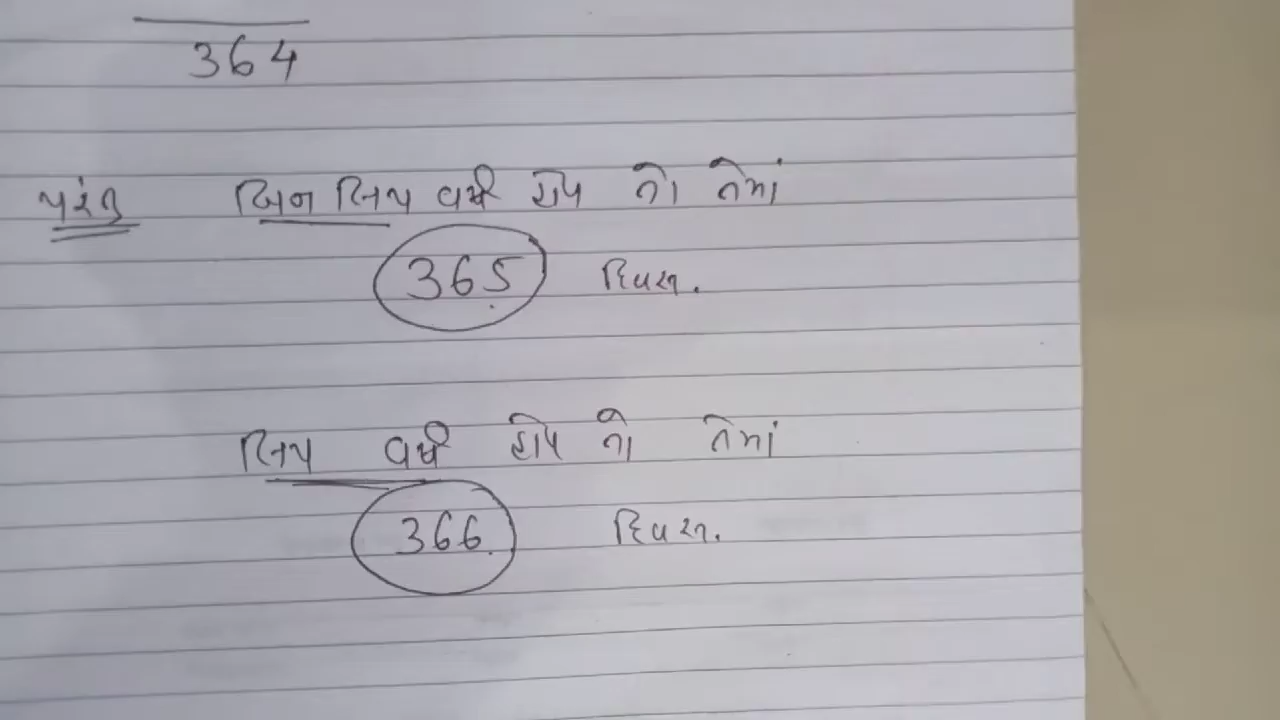 364
પરંતુ બિન લિપ વર્ષ હોય તો તેમાં
365 દિવસ.
લિપ વર્ષ હોય તો તેમાં
366 દિવસ.